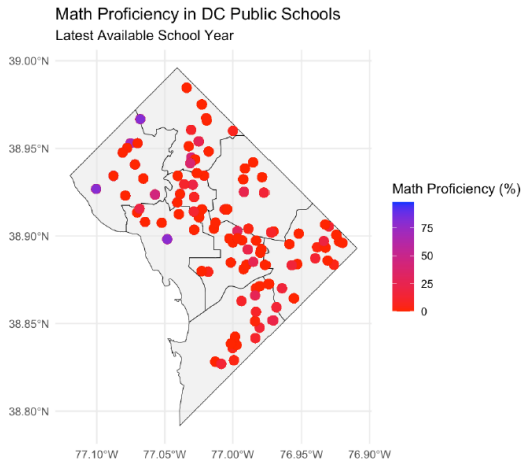 Math Proficiency in DC Public Schools
Latest Available School Year
39.00°N
38.95°N
38.90°N
38.85°N
38.80°N
77.10°W 77.05°W 77.00°W 76.95°W 76.90°W
Math Proficiency (%)
75
50
25
0